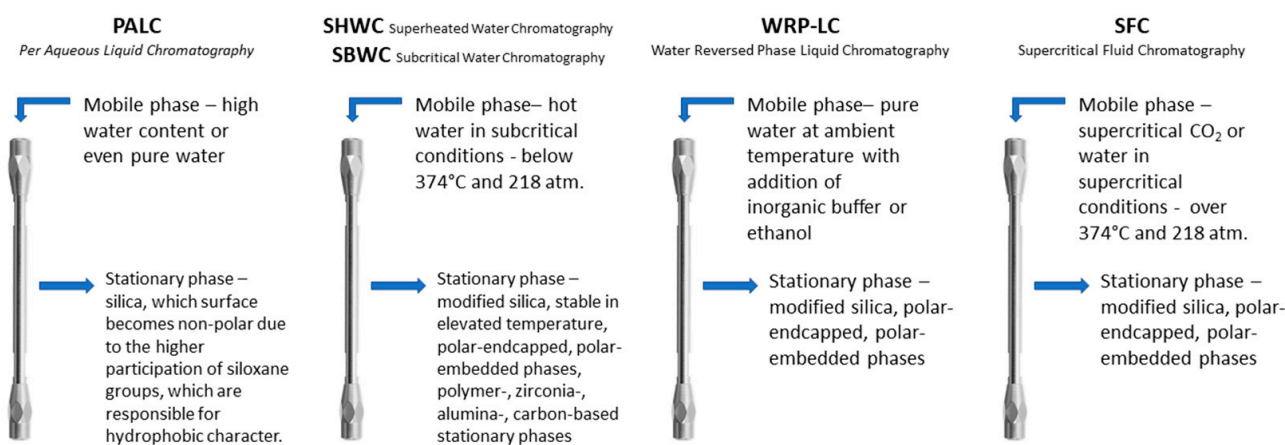 PALC
Per Aqueous Liquid Chromatography
Mobile phase – high
water content or
even pure water
Stationary phase –
silica, which surface
becomes non-polar due
to the higher
participation of siloxane
groups, which are
responsible for
hydrophobic character.
SHWC Superheated Water Chromatography
SBWC Subcritical Water Chromatography
Mobile phase– hot
water in subcritical
conditions - below
374°C and 218 atm.
Stationary phase –
modified silica, stable in
elevated temperature,
polar-endcapped, polar-
embedded phases,
polymer-, zirconia-,
alumina-, carbon-based
stationary phases
WRP-LC
Water Reversed Phase Liquid Chromatography
Mobile phase– pure
water at ambient
temperature with
addition of
inorganic buffer or
ethanol
Stationary phase –
modified silica, polar-
endcapped, polar-
embedded phases
SFC
Supercritical Fluid Chromatography
Mobile phase –
supercritical CO₂ or
water in
supercritical
conditions -  over
374°C and 218 atm.
Stationary phase –
modified silica, polar-
endcapped, polar-
embedded phases